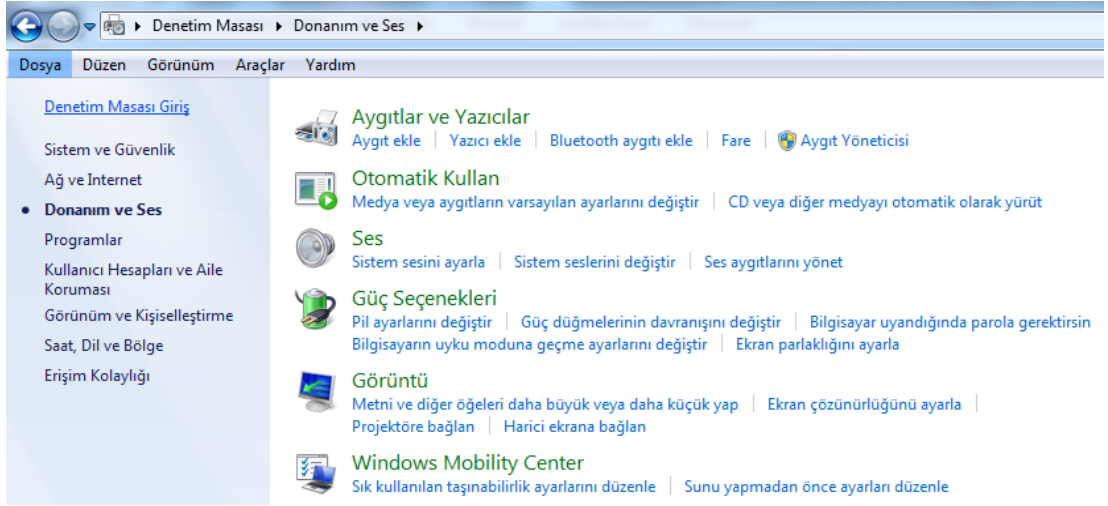 Denetim Masası Donanım ve Ses
Dosya Düzen Görünüm Araçlar Yardım
Denetim Masası Giriş
Sistem ve Güvenlik
Ağ ve Internet
Donanım ve Ses
Programlar
Kullanıcı Hesapları ve Aile
Koruması
Görünüm ve Kişiselleştirme
Saat, Dil ve Bölge
Erişim Kolaylığı
Aygıtlar ve Yazıcılar
Aygıt ekle Yazıcı ekle Bluetooth aygıtı ekle Fare Aygıt Yöneticisi
Otomatik Kullan
Medya veya aygıtların varsayılan ayarlarını değiştir CD veya diğer medyayı otomatik olarak yürüt
Ses
Sistem sesini ayarla Sistem seslerini değiştir Ses aygıtlarını yönet
Güç Seçenekleri
Pil ayarlarını değiştir Güç düğmelerinin davranışını değiştir Bilgisayar uyandığında parola gerektirsin
Bilgisayarın uyku moduna geçme ayarlarını değiştir Ekran parlaklığını ayarla
Görüntü
Metni ve diğer öğeleri daha büyük veya daha küçük yap Ekran çözünürlüğünü ayarla
Projektöre bağlan Harici ekrana bağlan
Windows Mobility Center
Sık kullanılan taşınabilirlik ayarlarını düzenle Sunu yapmadan önce ayarları düzenle